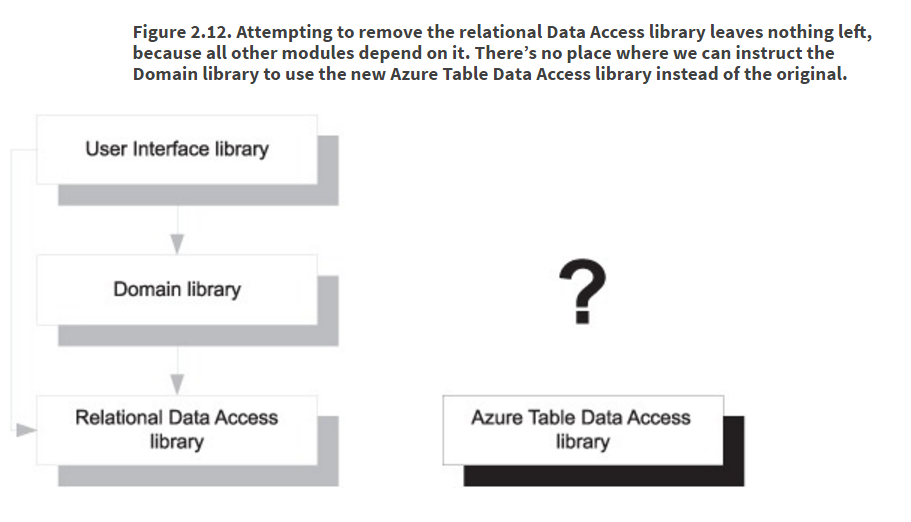 Figure 2.12. Attempting to remove the relational Data Access library leaves nothing left,
because all other modules depend on it. There’s no place where we can instruct the
Domain library to use the new Azure Table Data Access library instead of the original.
User Interface library
Domain library
?
Relational Data Access
library
Azure Table Data Access
library